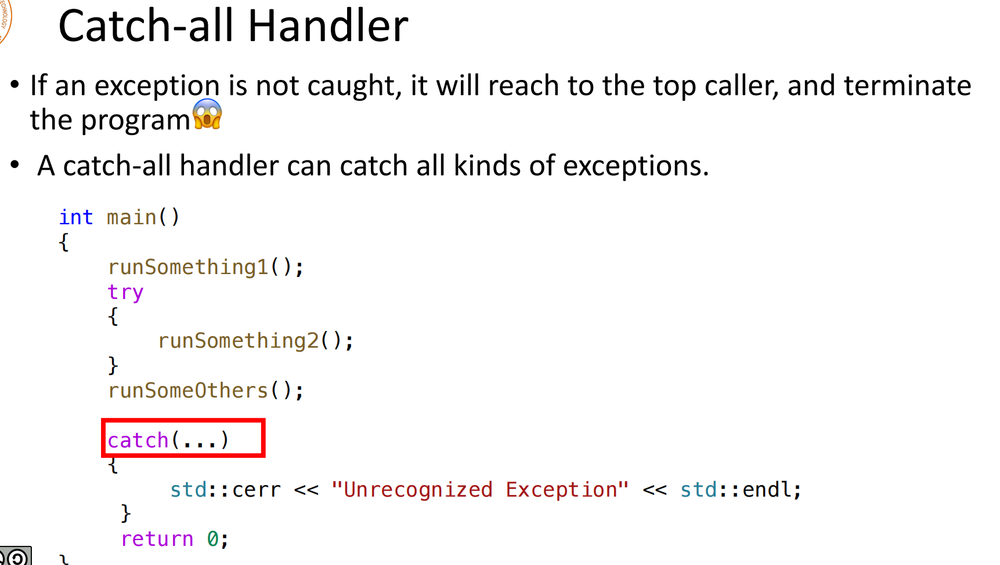 ECHNOLOGY
Catch-all Handler
• If an exception is not caught, it will reach to the top caller, and terminate
the program😱
• A catch-all handler can catch all kinds of exceptions.
int main()
{
    runSomething1();
    try
    {
        runSomething2();
    }
    runSomeOthers();
    catch(...)
    {
         std::cerr << "Unrecognized Exception" << std::endl;
     }
     return 0;
}